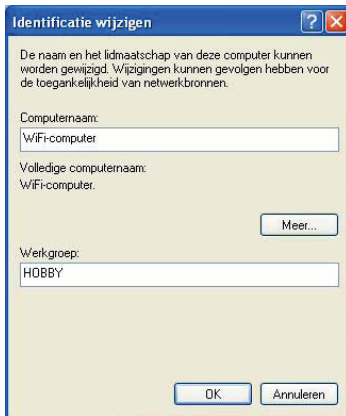 Identificatie wijzigen
De naam en het lidmaatschap van deze computer kunnen
worden gewijzigd. Wijzigingen kunnen gevolgen hebben voor
de toegankelijkheid van netwerkbronnen.
Computernaam:
WiFi-computer
Volledige computernaam:
WiFi-computer.
Meer...
Werkgroep:
HOBBY
OK Annuleren